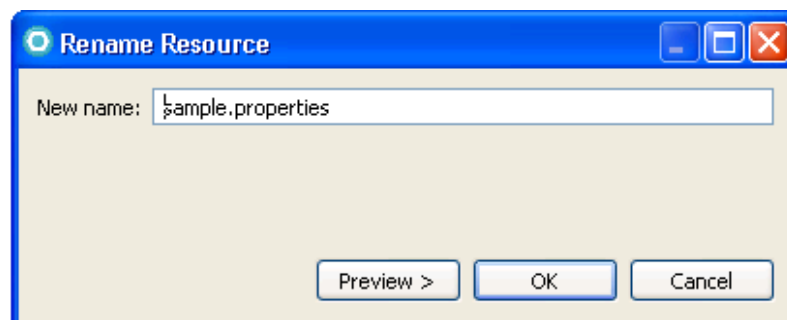 Rename Resource
New name: sample.properties
Preview > OK Cancel